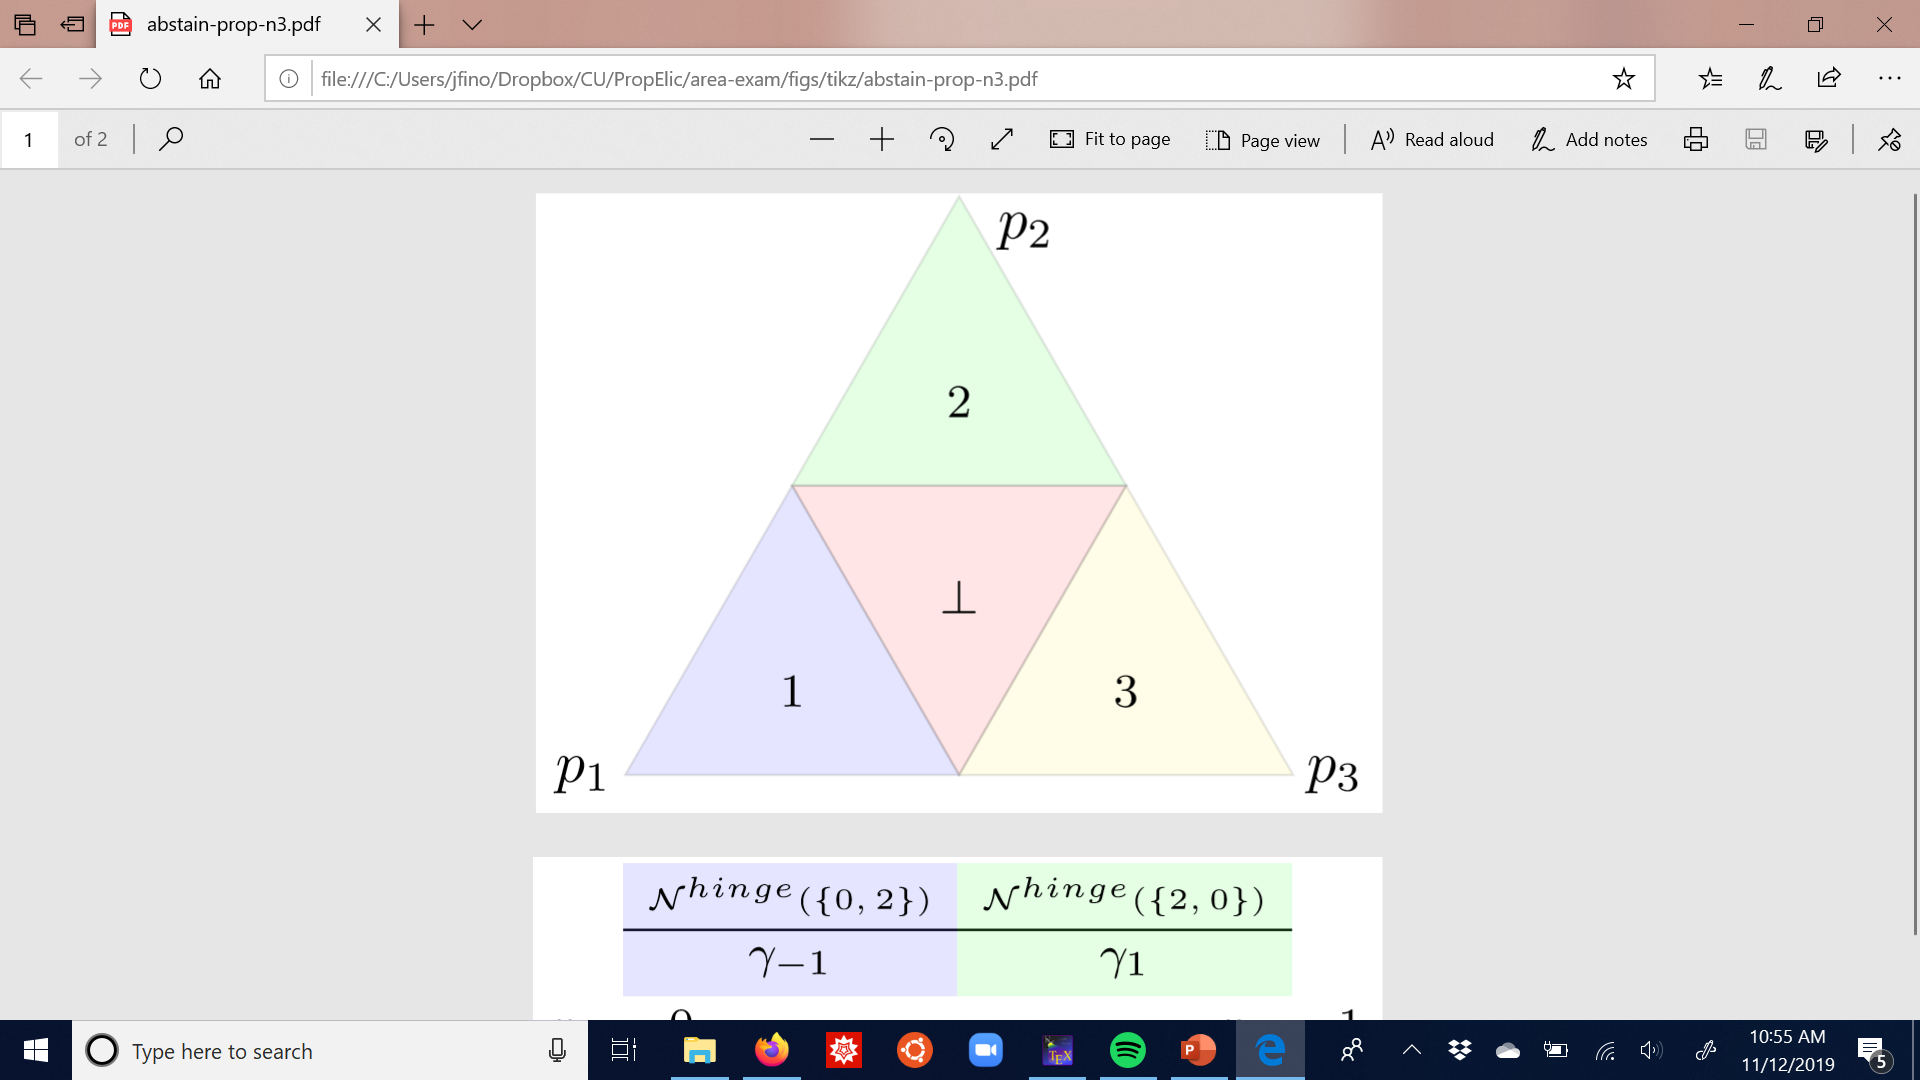 abstain-prop-n3.pdf
file:///C:/Users/jfino/Dropbox/CU/PropElic/area-exam/figs/tikz/abstain-prop-n3.pdf
1 of 2 Fit to page Page view Read aloud Add notes
p₂
2
⊥
1 3
p₁ p₃
𝒩ʰⁱⁿᵍᵉ({0, 2}) 𝒩ʰⁱⁿᵍᵉ({2, 0})
γ₋₁ γ₁
Type here to search
10:55 AM
11/12/2019
5